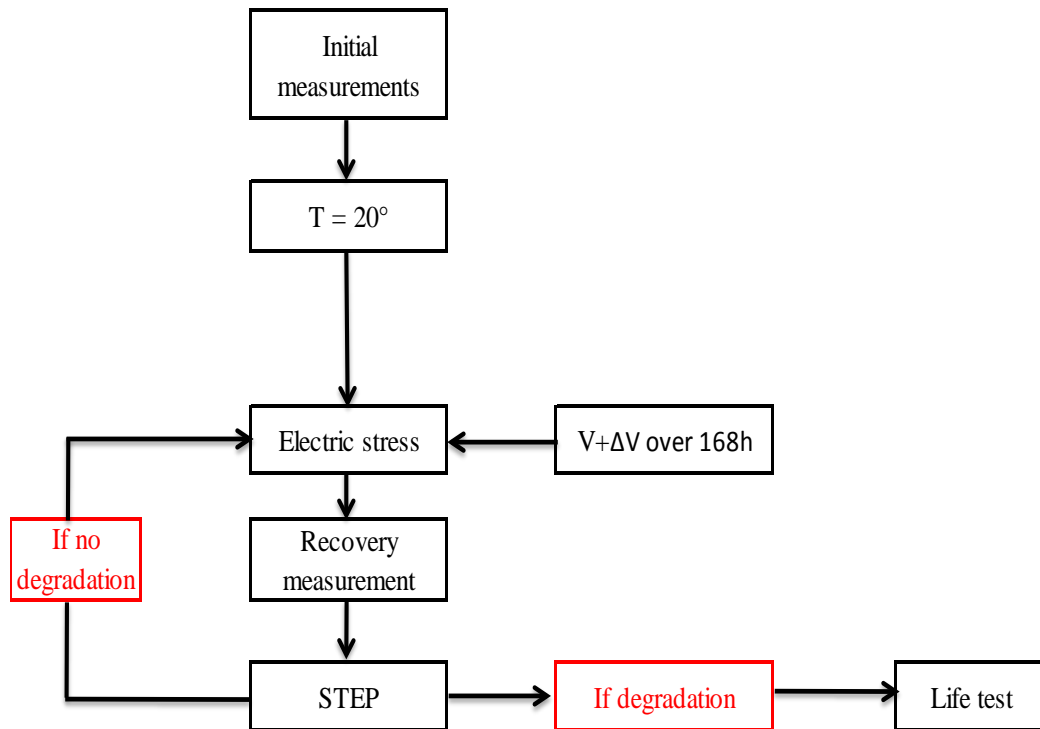 Initial
measurements
T = 20°
Electric stress
V+ΔV over 168h
If no
degradation
Recovery
measurement
STEP
If degradation
Life test